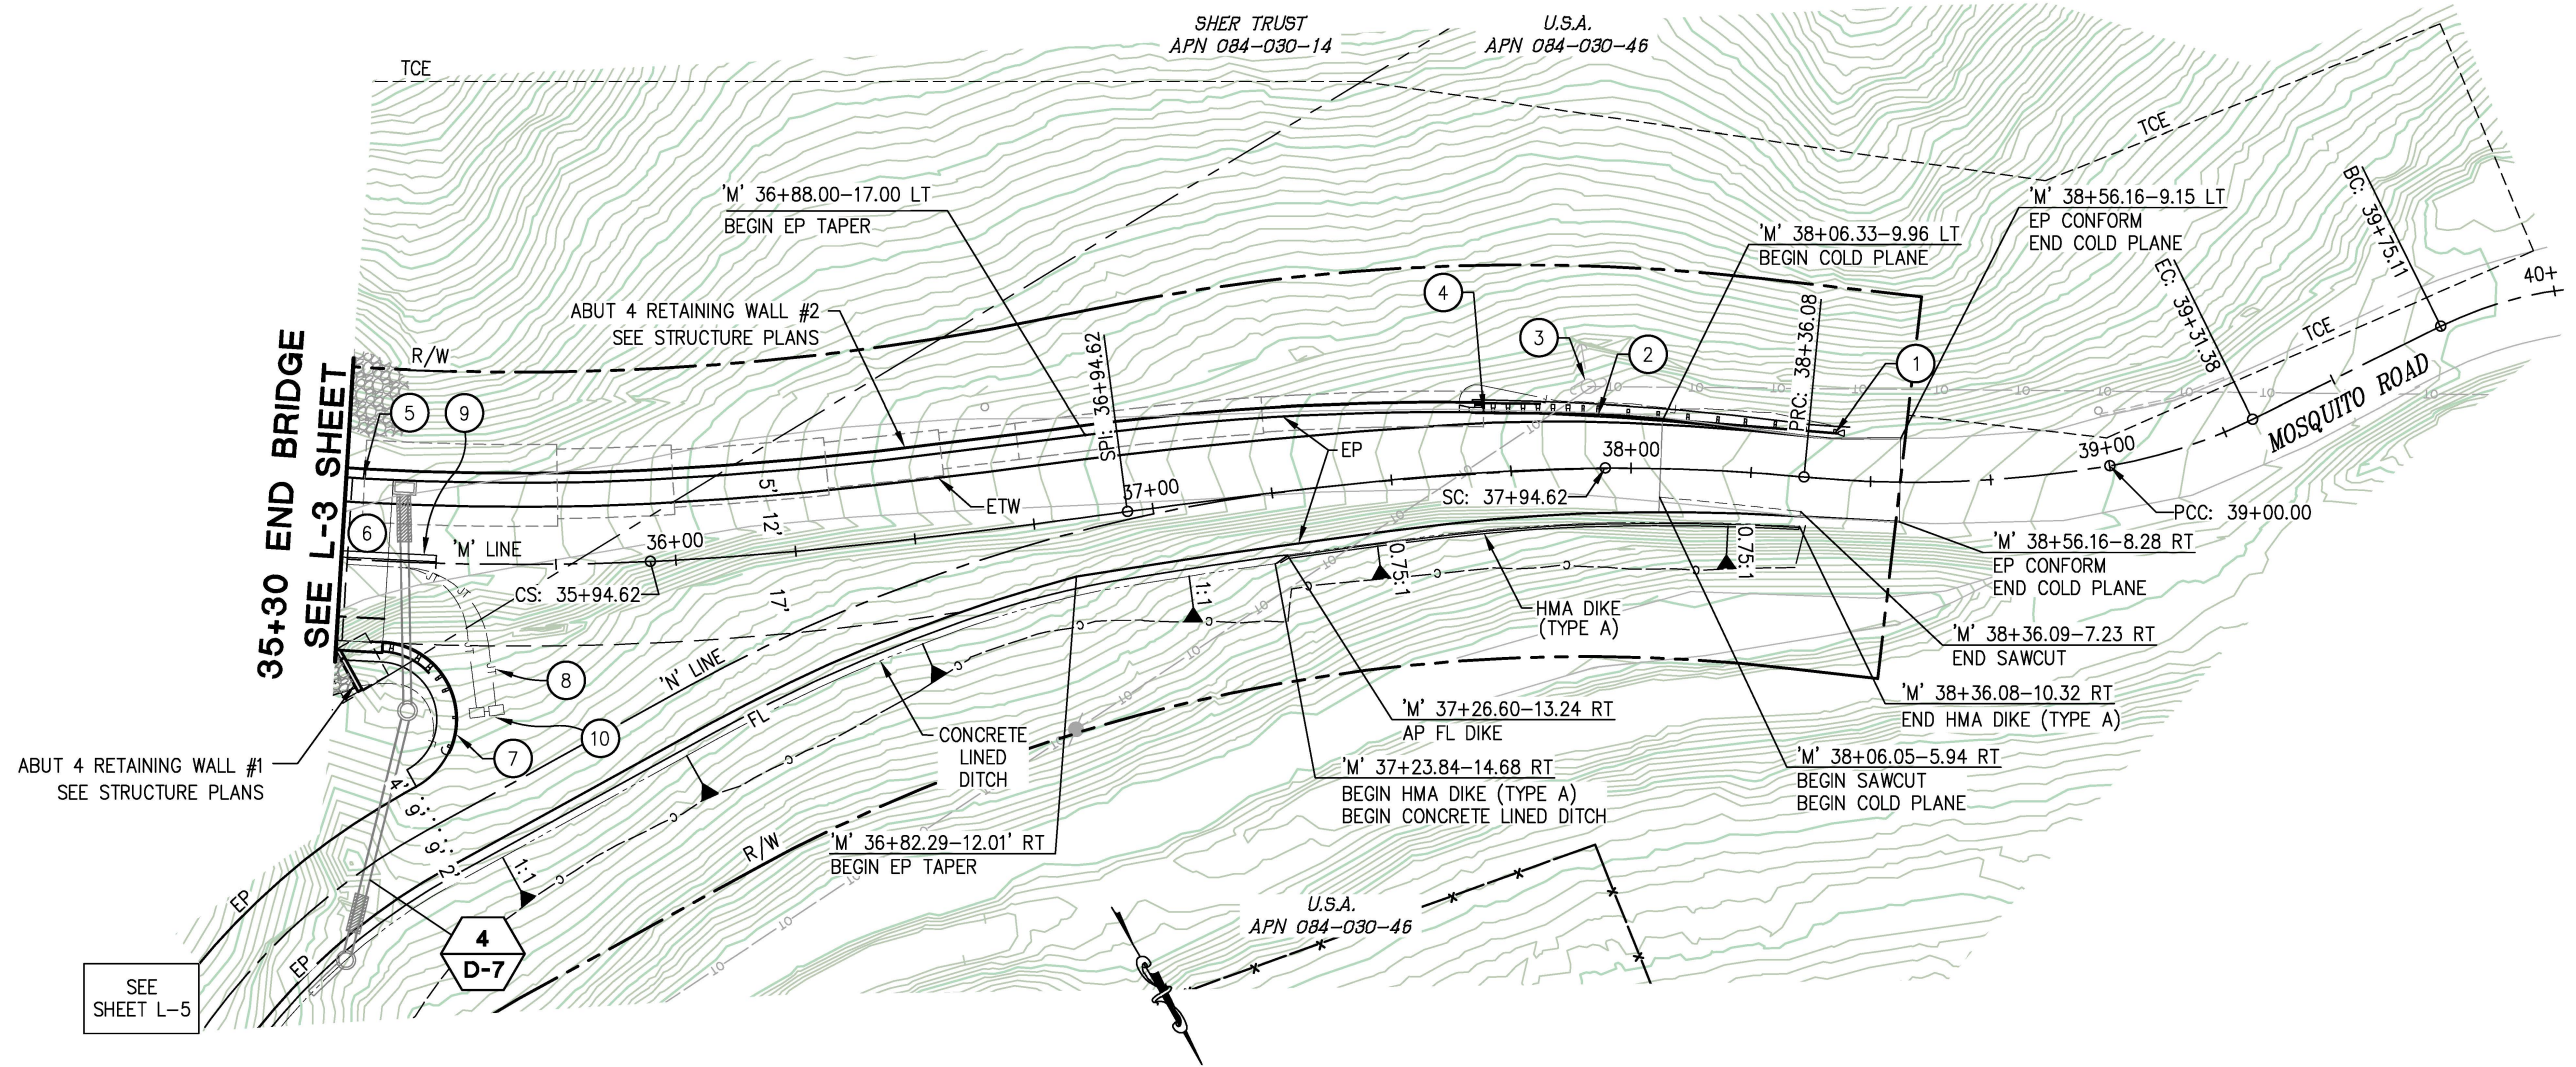 SHER TRUST
APN 084-030-14
U.S.A.
APN 084-030-46
TCE
TCE
'M' 36+88.00-17.00 LT
BEGIN EP TAPER
'M' 38+56.16-9.15 LT
EP CONFORM
END COLD PLANE
'M' 38+06.33-9.96 LT
BEGIN COLD PLANE
BC: 39+75.11
EC: 39+31.38
40+
TCE
MOSQUITO ROAD
ABUT 4 RETAINING WALL #2
SEE STRUCTURE PLANS
R/W
35+30 END BRIDGE
SEE L-3 SHEET
SPI: 36+94.62
PRC: 38+36.08
4
3
2
1
5
9
6
EP
ETW
5'
12'
17'
37+00
38+00
39+00
SC: 37+94.62
PCC: 39+00.00
'M' LINE
36+00
CS: 35+94.62
'M' 38+56.16-8.28 RT
EP CONFORM
END COLD PLANE
1:1
0.75:1
0.75:1
HMA DIKE
(TYPE A)
'M' 38+36.09-7.23 RT
END SAWCUT
8
'N' LINE
'M' 38+36.08-10.32 RT
END HMA DIKE (TYPE A)
FL
'M' 37+26.60-13.24 RT
AP FL DIKE
10
7
CONCRETE
LINED
DITCH
ABUT 4 RETAINING WALL #1
SEE STRUCTURE PLANS
'M' 37+23.84-14.68 RT
BEGIN HMA DIKE (TYPE A)
BEGIN CONCRETE LINED DITCH
'M' 38+06.05-5.94 RT
BEGIN SAWCUT
BEGIN COLD PLANE
4'
9'
9'
2'
1:1
R/W
'M' 36+82.29-12.01' RT
BEGIN EP TAPER
EP
EP
4
D-7
U.S.A.
APN 084-030-46
SEE
SHEET L-5